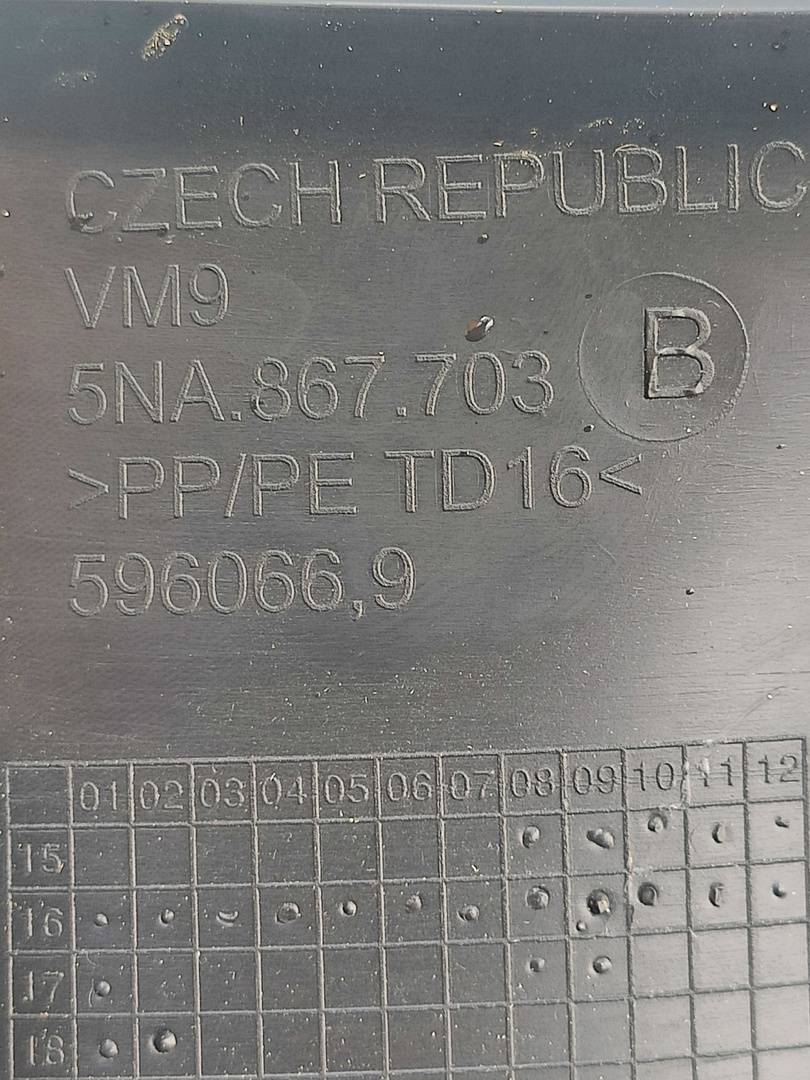 CZECH REPUBLIC
VM9
B
5NA.867.703
>PP/PE TD16<
596066,9
01 02 03 04 05 06 07 08 09 10 11 12
15
16
17
18